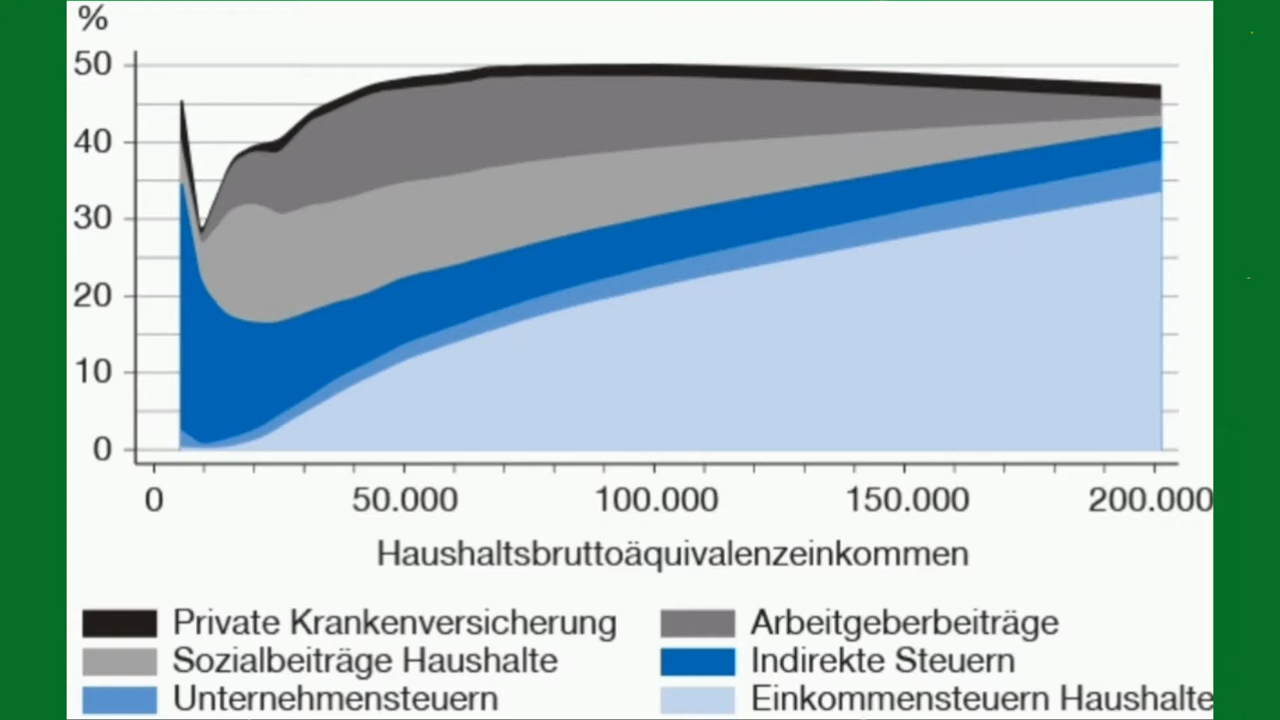 %
50
40
30
20
10
0
0 50.000 100.000 150.000 200.000
Haushaltsbruttoäquivalenzeinkommen
Private Krankenversicherung Arbeitgeberbeiträge
Sozialbeiträge Haushalte Indirekte Steuern
Unternehmensteuern Einkommensteuern Haushalte